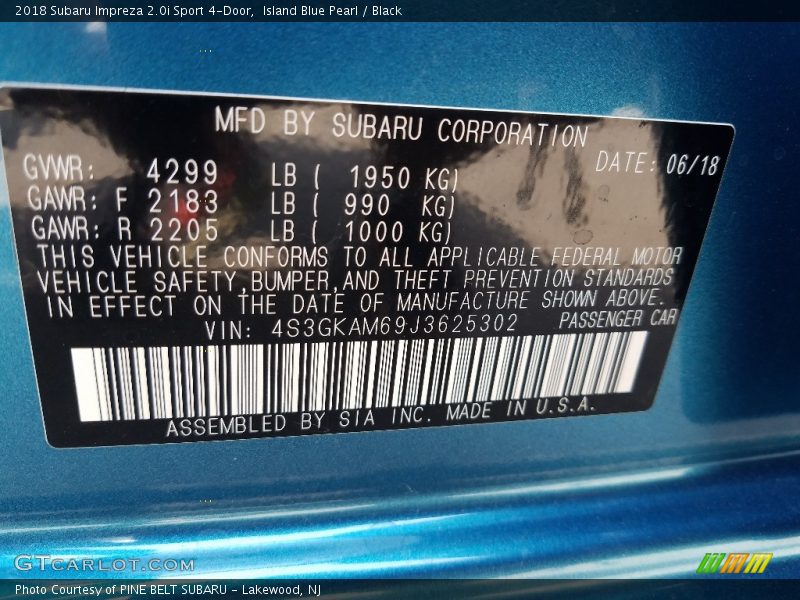 2018 Subaru Impreza 2.0i Sport 4-Door,  Island Blue Pearl / Black
MFD BY SUBARU CORPORATION
DATE: 06/18
GVWR: 4299 LB ( 1950 KG)
GAWR: F 2183 LB ( 990 KG)
GAWR: R 2205 LB ( 1000 KG)
THIS VEHICLE CONFORMS TO ALL APPLICABLE FEDERAL MOTOR
VEHICLE SAFETY,BUMPER,AND THEFT PREVENTION STANDARDS
IN EFFECT ON THE DATE OF MANUFACTURE SHOWN ABOVE.
VIN: 4S3GKAM69J3625302 PASSENGER CAR
ASSEMBLED BY SIA INC. MADE IN U.S.A.
GTCARLOT.COM
Photo Courtesy of PINE BELT SUBARU - Lakewood, NJ